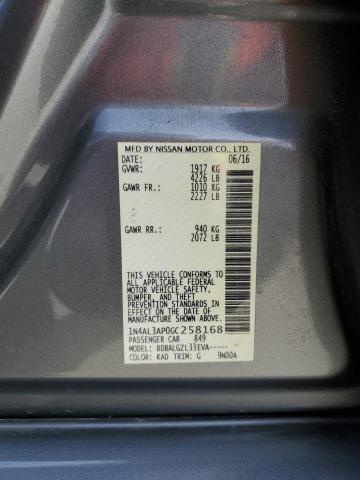 MFD BY NISSAN MOTOR CO., LTD.
DATE: 06/16
GVWR: 1917 KG
4226 LB
GAWR FR.: 1010 KG
2227 LB
GAWR RR.: 940 KG
2072 LB
THIS VEHICLE CONFORMS TO
ALL APPLICABLE FEDERAL
MOTOR VEHICLE SAFETY,
BUMPER, AND THEFT
PREVENTION STANDARDS
IN EFFECT ON THE DATE OF
MANUFACTURE SHOWN ABOVE.
1N4AL3AP0GC258168
PASSENGER CAR 849
MODEL: BDBALGZL33EVA-----
COLOR: KAD TRIM: G 9N00A